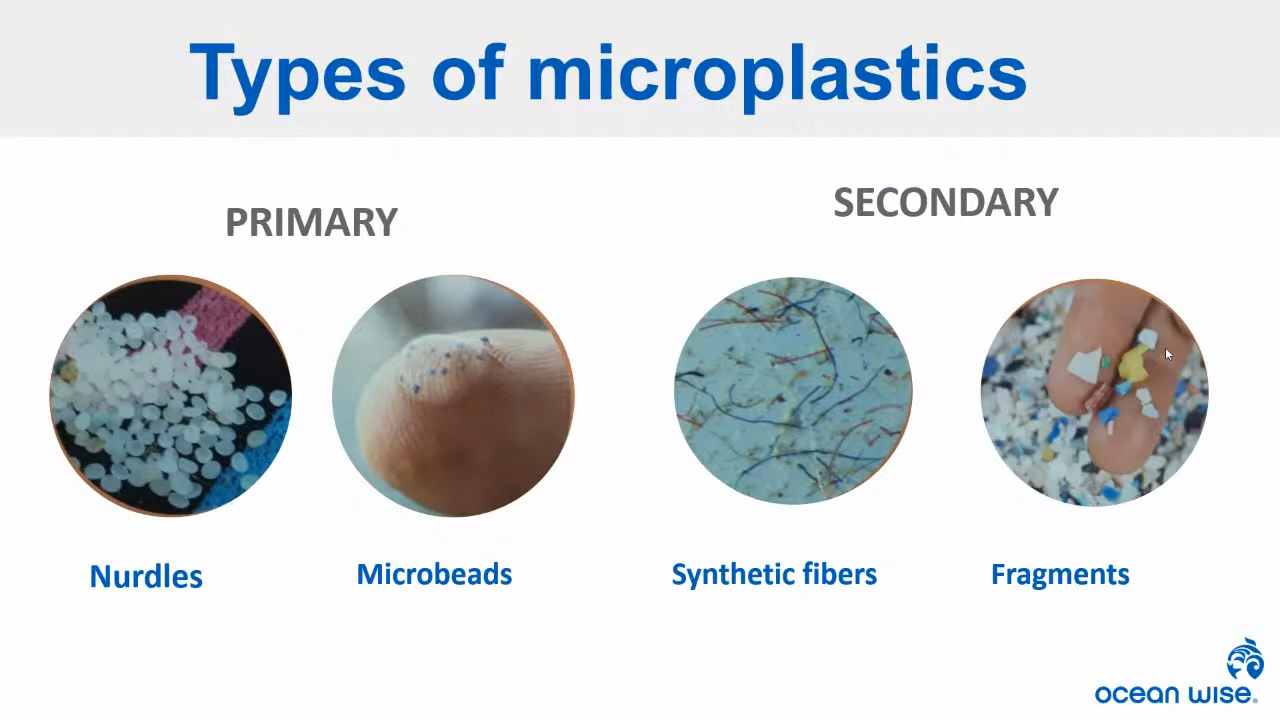 Types of microplastics
PRIMARY
SECONDARY
Nurdles
Microbeads
Synthetic fibers
Fragments
ocean wise.